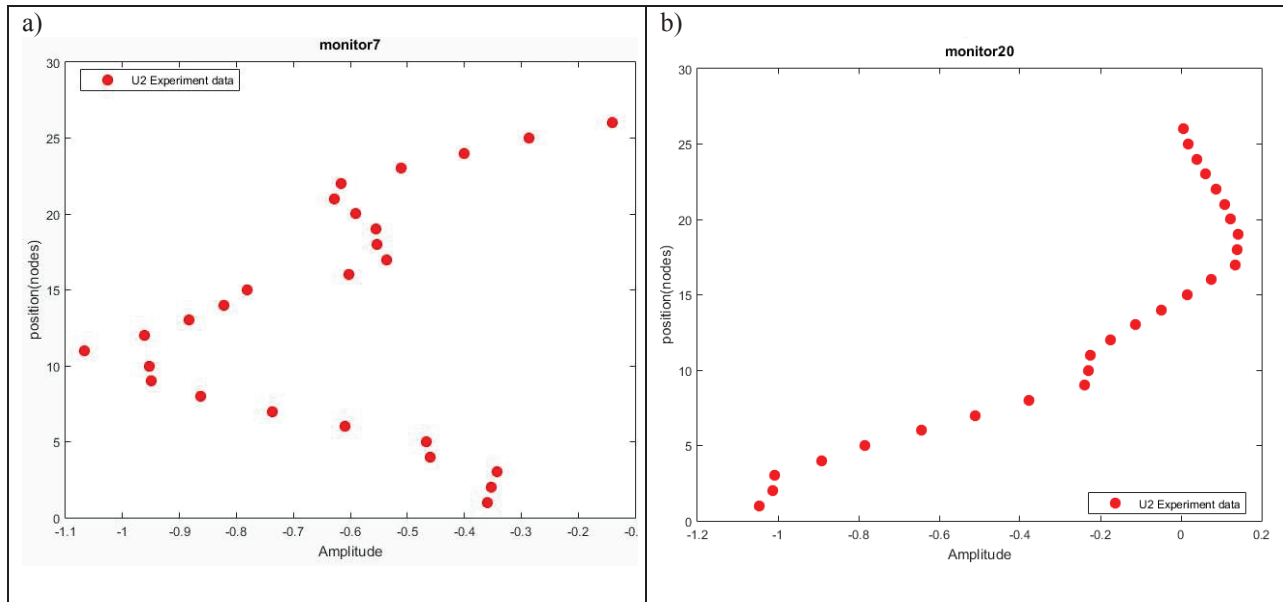 a)
monitor7
30
25
20
15
10
5
0
position(nodes)
U2 Experiment data
-1.1 -1 -0.9 -0.8 -0.7 -0.6 -0.5 -0.4 -0.3 -0.2 -0.
Amplitude
b)
monitor20
30
25
20
15
10
5
0
position(nodes)
U2 Experiment data
-1.2 -1 -0.8 -0.6 -0.4 -0.2 0 0.2
Amplitude